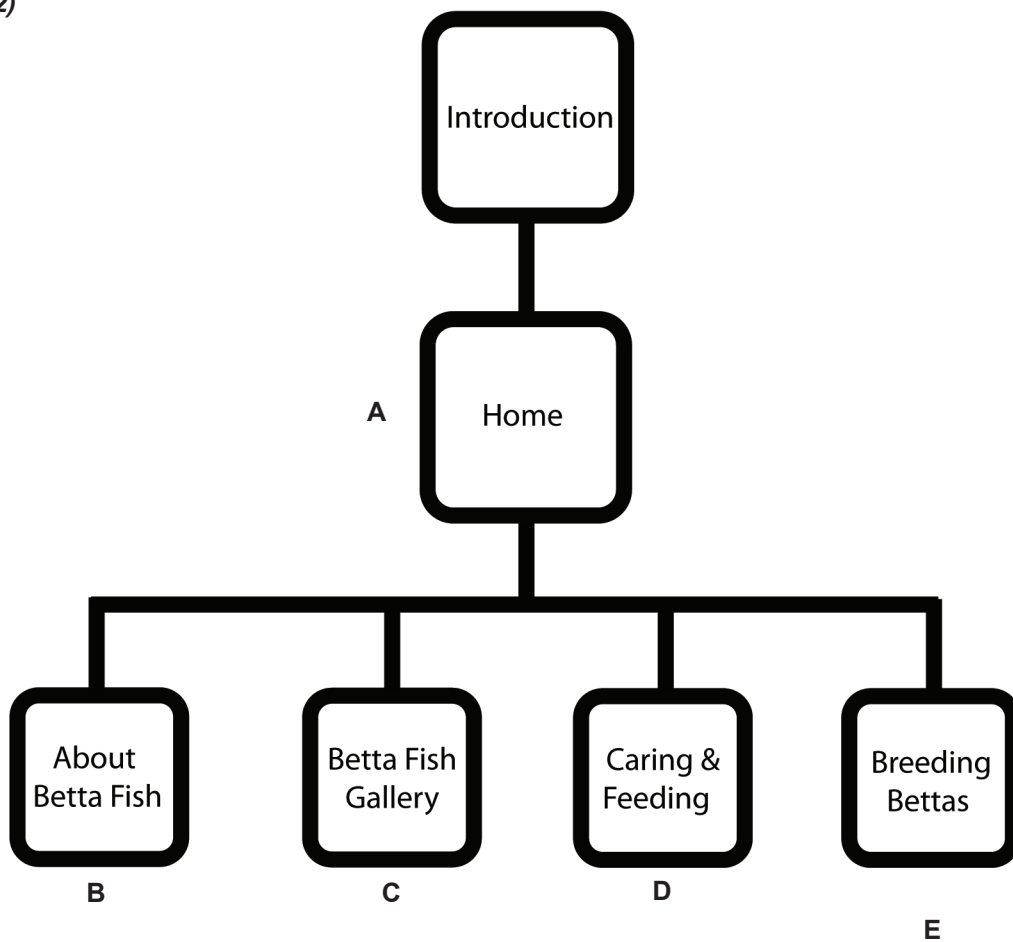 2)
Introduction
A
Home
About
Betta Fish
Betta Fish
Gallery
Caring &
Feeding
Breeding
Bettas
B
C
D
E